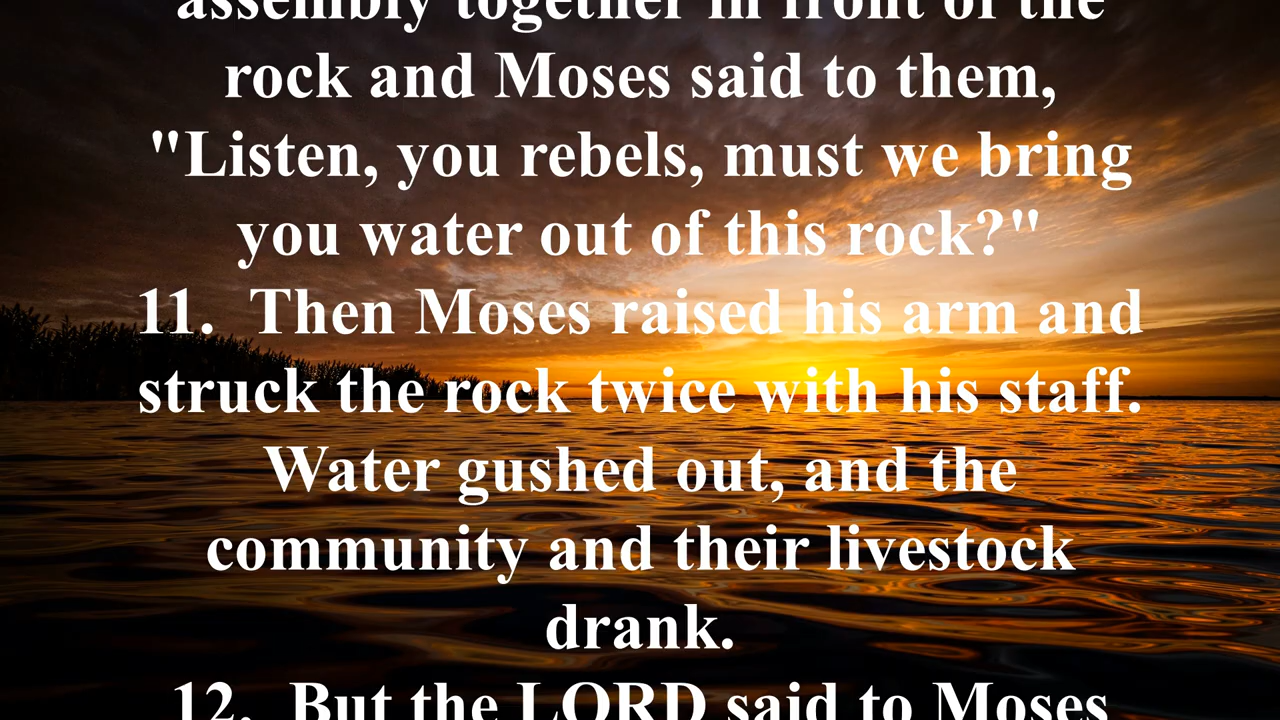 assembly together in front of the
rock and Moses said to them,
"Listen, you rebels, must we bring
you water out of this rock?"
11. Then Moses raised his arm and
struck the rock twice with his staff.
Water gushed out, and the
community and their livestock
drank.
12. But the LORD said to Moses